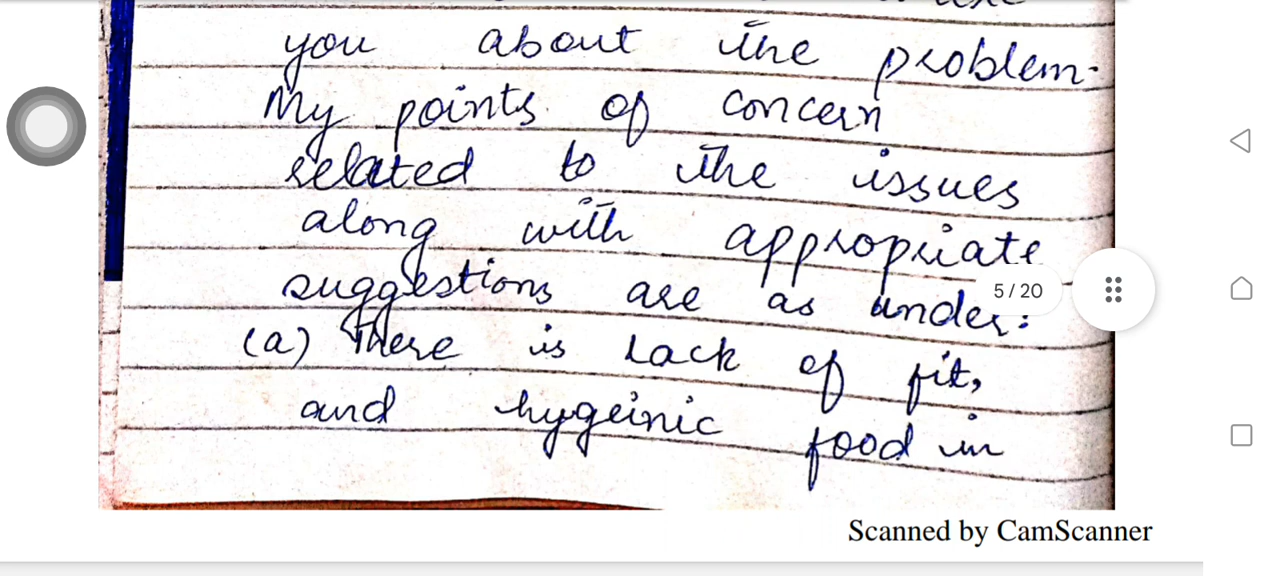 you about the problem.
My points of concern
related to the issues
along with appropriate
suggestions are as under:
(a) There is lack of fit,
and hygeinic food in
5 / 20
Scanned by CamScanner